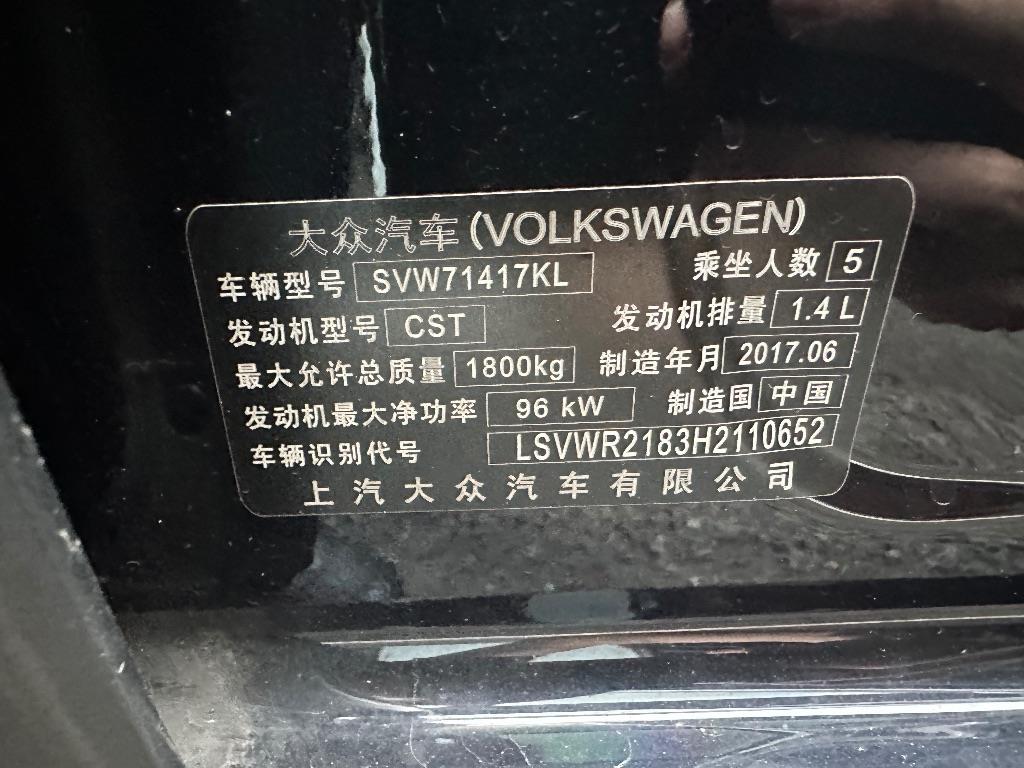 大众汽车(VOLKSWAGEN)
车辆型号 SVW71417KL 乘坐人数 5
发动机型号 CST 发动机排量 1.4 L
最大允许总质量 1800kg 制造年月 2017.06
发动机最大净功率 96 kW 制造国 中国
车辆识别代号 LSVWR2183H2110652
上汽大众汽车有限公司